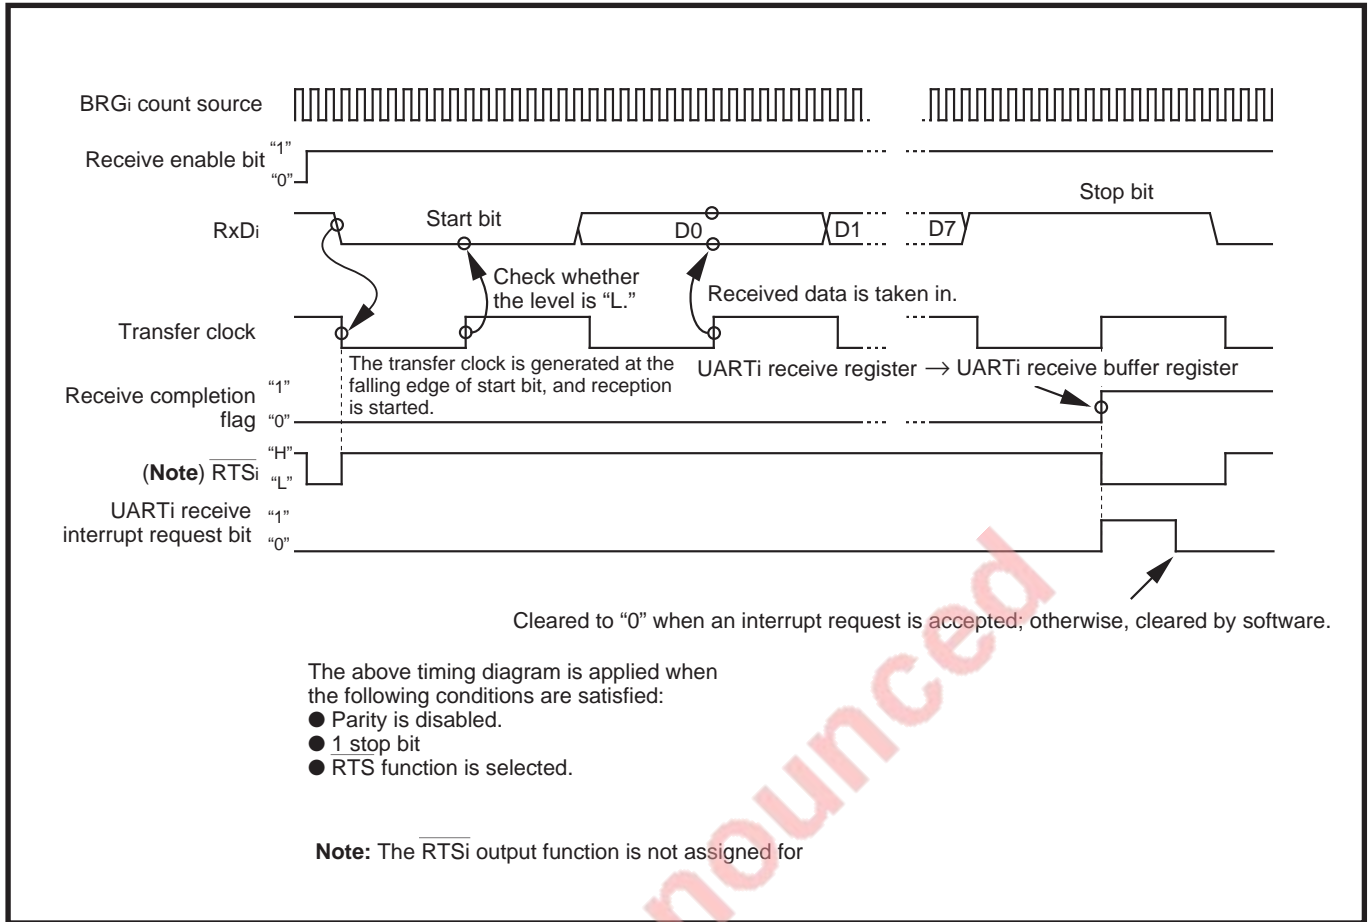 BRGi count source
Receive enable bit
“1”
“0”
RxDi
Start bit
D0
D1
D7
Stop bit
Check whether
the level is “L.”
Received data is taken in.
Transfer clock
The transfer clock is generated at the
falling edge of start bit, and reception
is started.
UARTi receive register → UARTi receive buffer register
Receive completion
flag
“1”
“0”
(Note) RTSi
“H”
“L”
UARTi receive
interrupt request bit
“1”
“0”
Cleared to “0” when an interrupt request is accepted; otherwise, cleared by software.
The above timing diagram is applied when
the following conditions are satisfied:
● Parity is disabled.
● 1 stop bit
● RTS function is selected.
Note: The RTSi output function is not assigned for
nounced